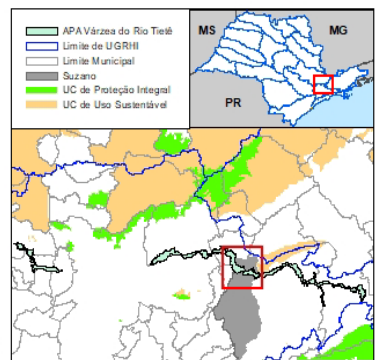 APA Várzea do Rio Tietê
Limite de UGRHI
Limite Municipal
Suzano
UC de Proteção Integral
UC de Uso Sustentável
MS
MG
PR